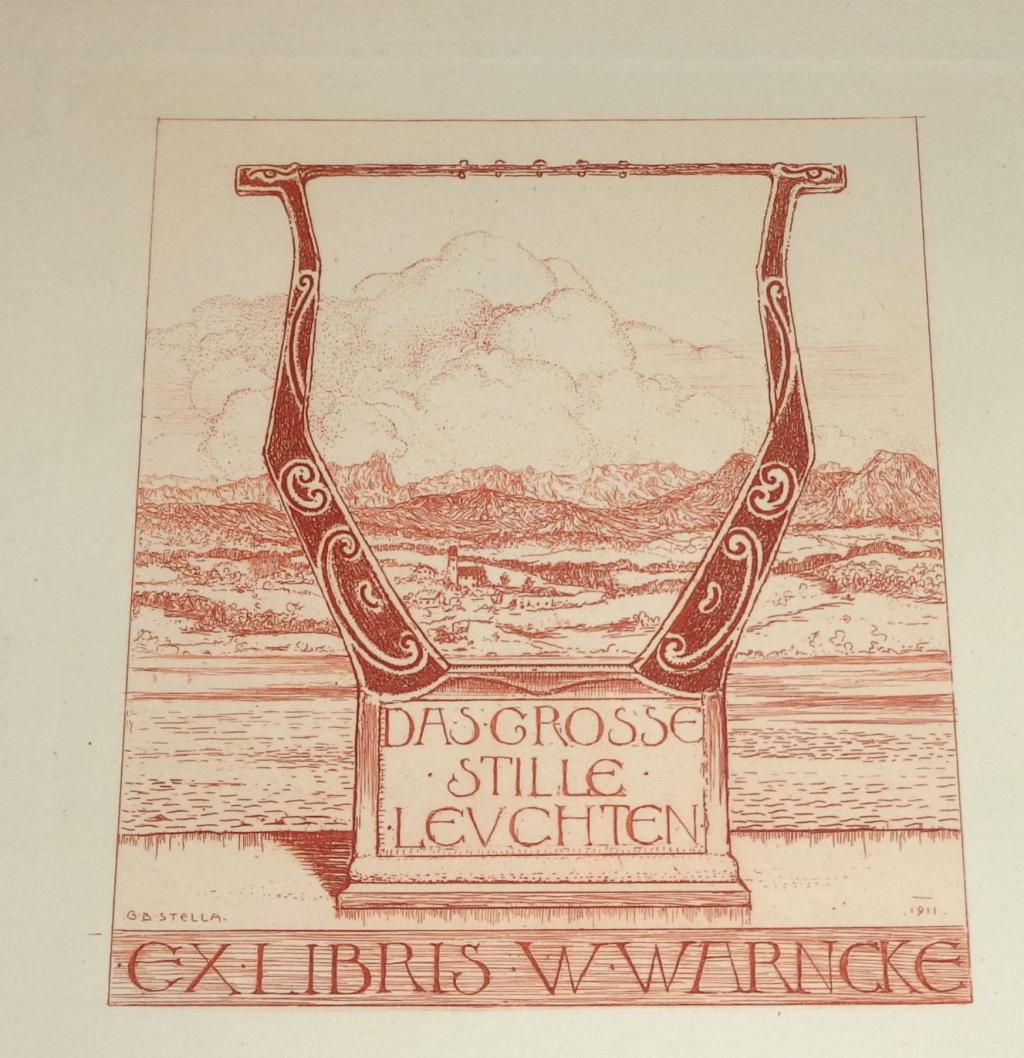 DAS·GROSSE
·STILLE·
·LEVCHTEN·
G·B·STELLA·
1911·
·EX·LIBRIS·W·WARNCKE